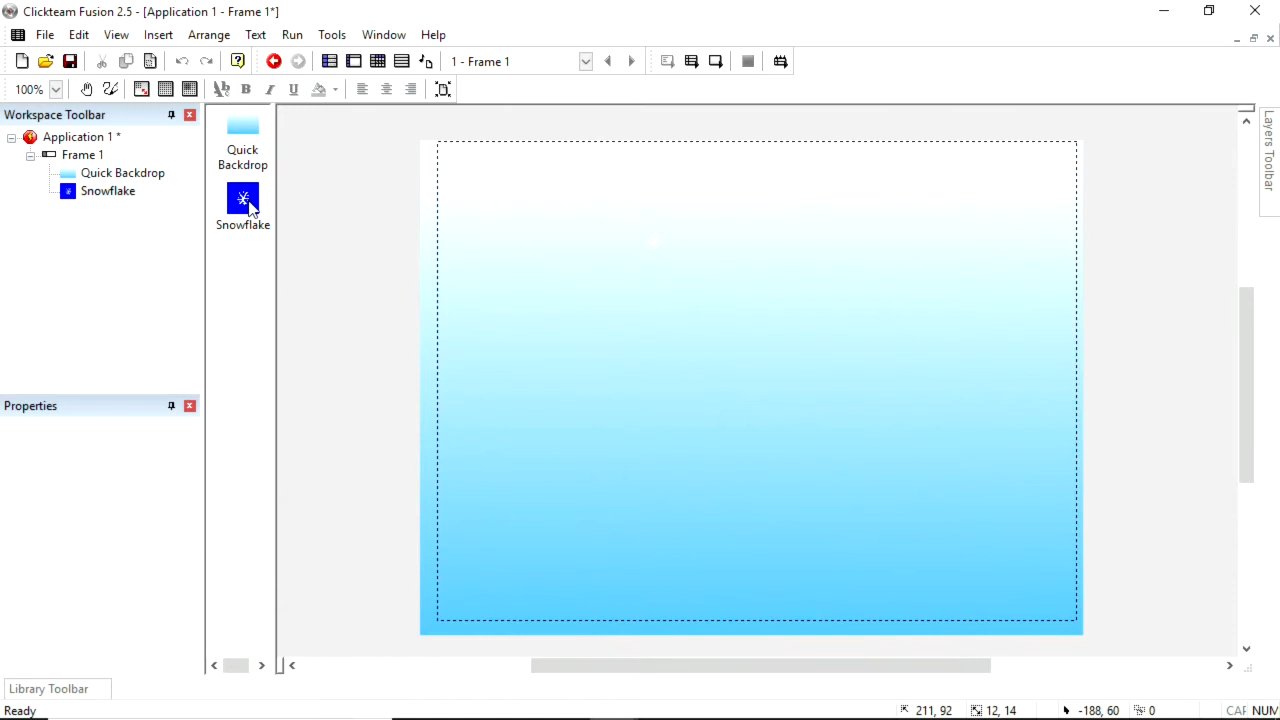 Clickteam Fusion 2.5 - [Application 1 - Frame 1*]
File Edit View Insert Arrange Text Run Tools Window Help
1 - Frame 1
100%
Workspace Toolbar
Application 1 *
Frame 1
Quick Backdrop
Snowflake
Properties
Library Toolbar
Quick
Backdrop
Snowflake
Layers Toolbar
Ready
211, 92
12, 14
-188, 60
0
CAP NUM